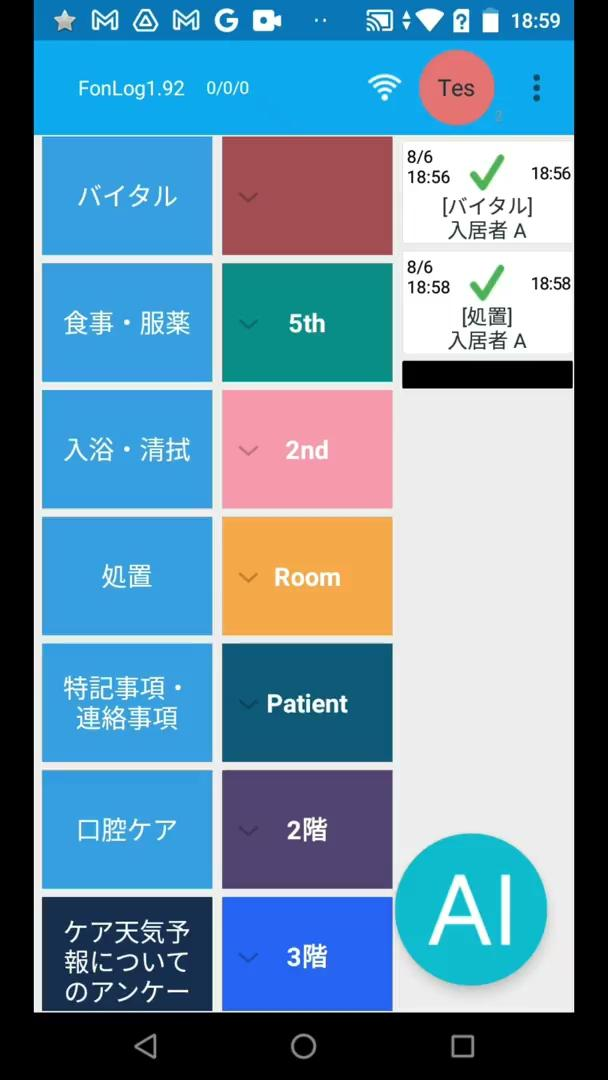 18:59
FonLog1.92 0/0/0 Tes 2
バイタル
食事・服薬
入浴・清拭
処置
特記事項・
連絡事項
口腔ケア
ケア天気予
報について
のアンケー
5th
2nd
Room
Patient
2階
3階
8/6
18:56 18:56
[バイタル]
入居者 A
8/6
18:58 18:58
[処置]
入居者 A
AI